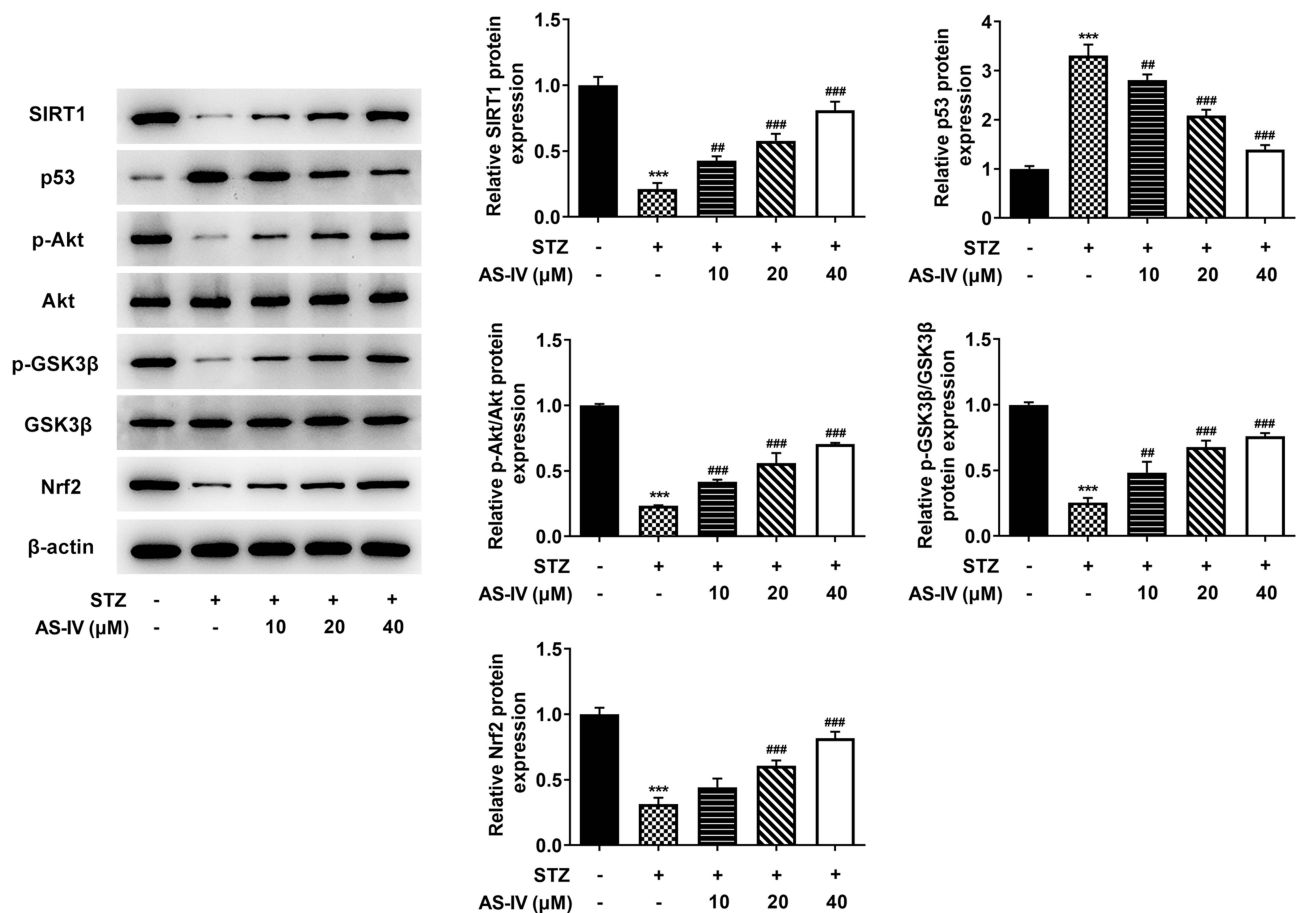 SIRT1
p53
p-Akt
Akt
p-GSK3β
GSK3β
Nrf2
β-actin
STZ - + + + +
AS-IV (μM) - - 10 20 40
Relative SIRT1 protein
expression
1.5
1.0
0.5
0.0
***
##
###
###
STZ - + + + +
AS-IV (μM) - - 10 20 40
Relative p53 protein
expression
4
3
2
1
0
***
##
###
###
STZ - + + + +
AS-IV (μM) - - 10 20 40
Relative p-Akt/Akt protein
expression
1.5
1.0
0.5
0.0
***
###
###
###
STZ - + + + +
AS-IV (μM) - - 10 20 40
Relative p-GSK3β/GSK3β
protein expression
1.5
1.0
0.5
0.0
***
##
###
###
STZ - + + + +
AS-IV (μM) - - 10 20 40
Relative Nrf2 protein
expression
1.5
1.0
0.5
0.0
***
###
###
STZ - + + + +
AS-IV (μM) - - 10 20 40